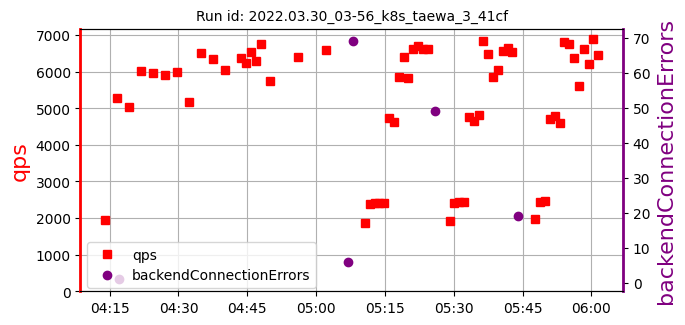 Run id: 2022.03.30_03-56_k8s_taewa_3_41cf
7000
6000
5000
4000
3000
2000
1000
0
qps
70
60
50
40
30
20
10
0
backendConnectionErrors
qps
backendConnectionErrors
04:15 04:30 04:45 05:00 05:15 05:30 05:45 06:00